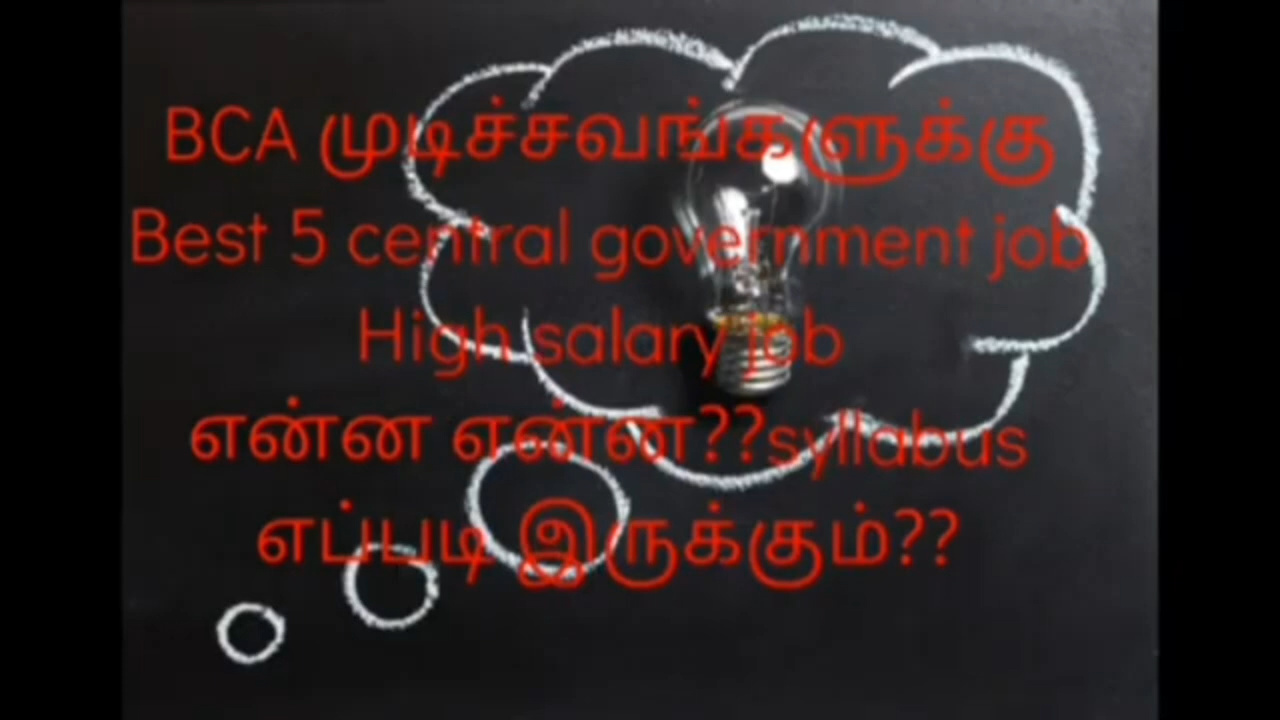 BCA முடிச்சவங்களுக்கு
Best 5 central government job
High salary job
என்ன என்ன??syllabus
எப்படி இருக்கும்??